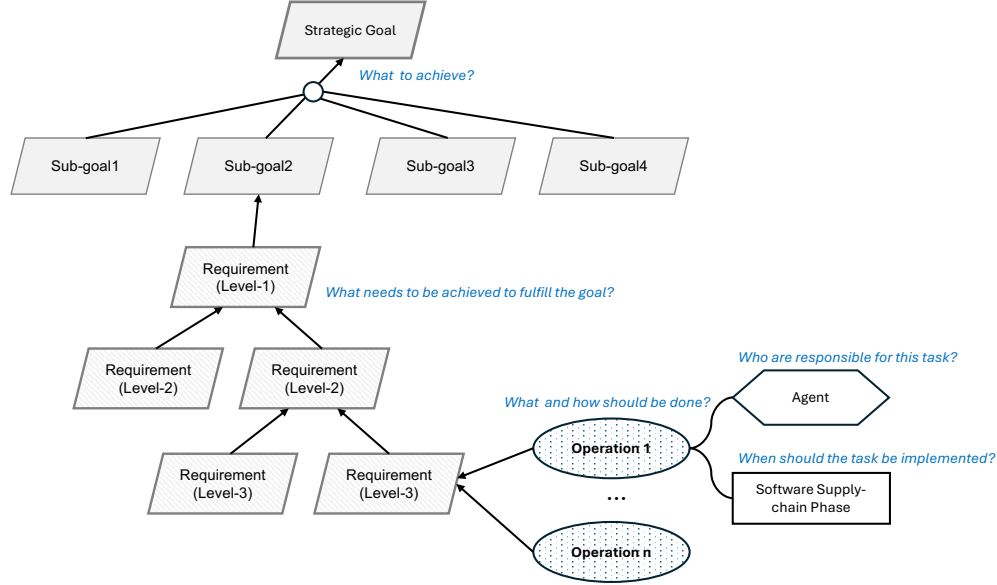 Strategic Goal
What to achieve?
Sub-goal1
Sub-goal2
Sub-goal3
Sub-goal4
Requirement
(Level-1)
What needs to be achieved to fulfill the goal?
Requirement
(Level-2)
Requirement
(Level-2)
Who are responsible for this task?
Agent
What and how should be done?
Operation 1
When should the task be implemented?
Requirement
(Level-3)
Requirement
(Level-3)
Software Supply-
chain Phase
...
Operation n